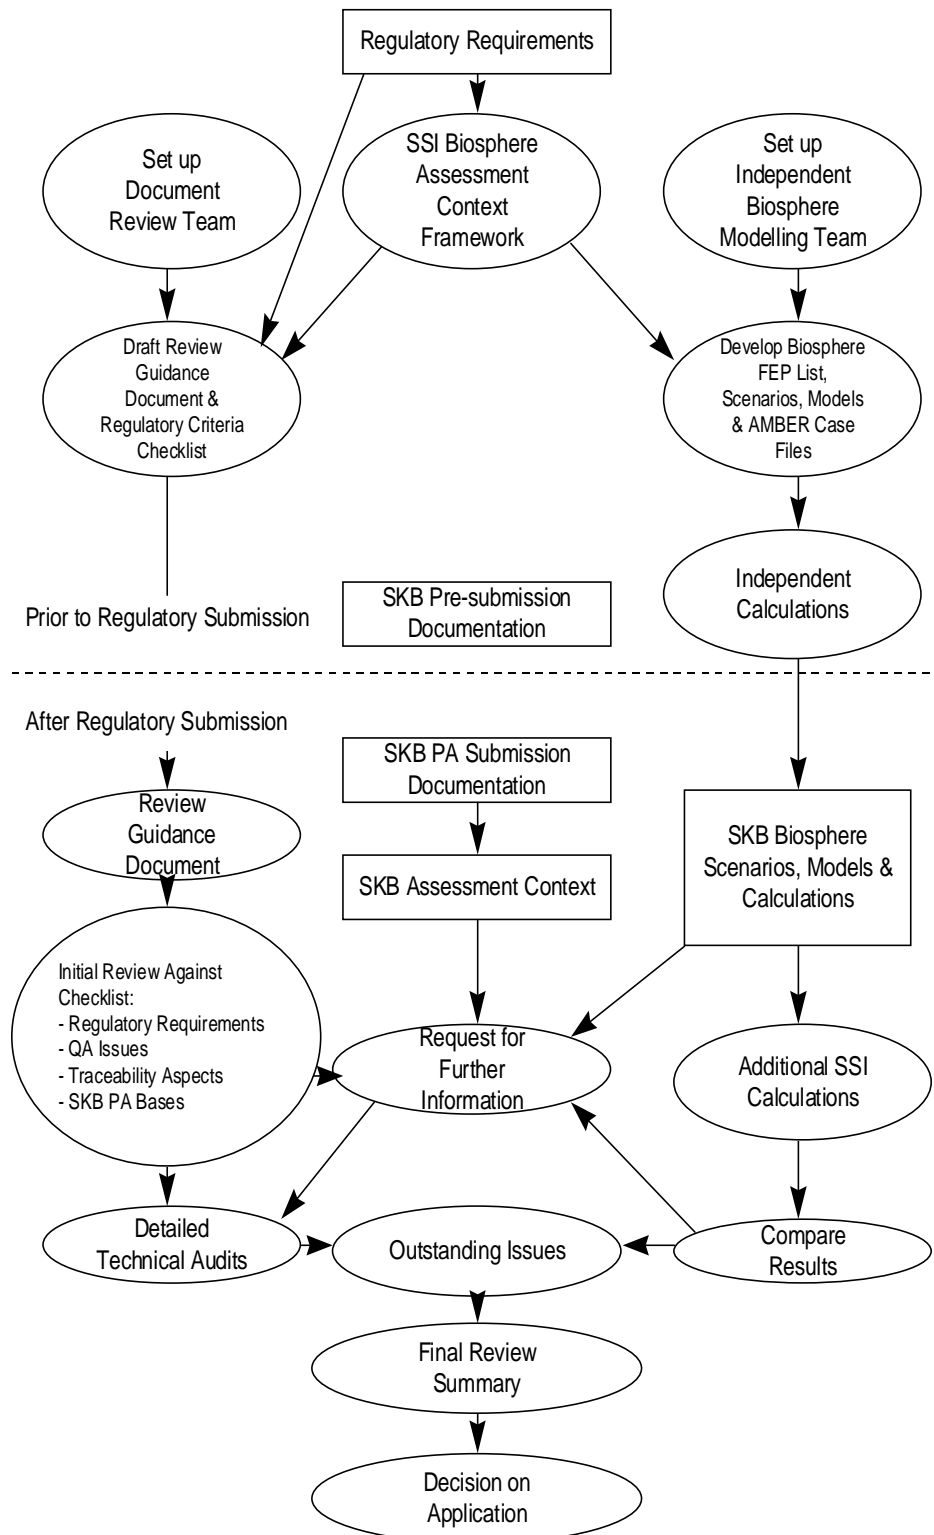 Regulatory Requirements
Set up
Document
Review Team
SSI Biosphere
Assessment
Context
Framework
Set up
Independent
Biosphere
Modelling Team
Draft Review
Guidance
Document &
Regulatory Criteria
Checklist
Develop Biosphere
FEP List,
Scenarios, Models
& AMBER Case
Files
Independent
Calculations
SKB Pre-submission
Documentation
Prior to Regulatory Submission
After Regulatory Submission
SKB PA Submission
Documentation
Review
Guidance
Document
SKB Biosphere
Scenarios, Models &
Calculations
SKB Assessment Context
Initial Review Against
Checklist:
- Regulatory Requirements
- QA Issues
- Traceability Aspects
- SKB PA Bases
Request for
Further
Information
Additional SSI
Calculations
Detailed
Technical Audits
Outstanding Issues
Compare
Results
Final Review
Summary
Decision on
Application